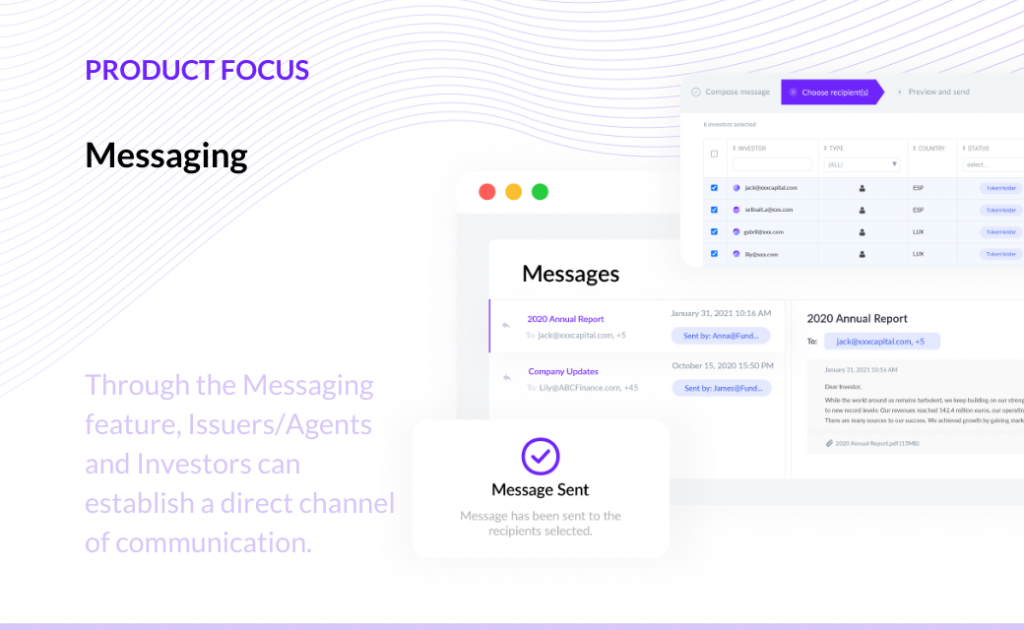 PRODUCT FOCUS
Messaging
Through the Messaging
feature, Issuers/Agents
and Investors can
establish a direct channel
of communication.
Compose message
Choose recipient(s)
Preview and send
6 investors selected
INVESTOR TYPE COUNTRY STATUS
(ALL) select...
jack@xxxcapital.com ESP Tokenholder
selinait.a@xxx.com ESP Tokenholder
gabril@xxx.com LUX Tokenholder
lily@xxx.com LUX Tokenholder
Messages
2020 Annual Report January 31, 2021 10:16 AM
To: jack@xxxcapital.com, +5 Sent by: Anna@Fund...
Company Updates October 15, 2020 15:50 PM
To: Lily@ABCFinance.com, +45 Sent by: James@Fund...
2020 Annual Report
To: jack@xxxcapital.com, +5
January 31, 2021 10:16 AM
Dear Investor,
While the world around us remains turbulent, we keep building on our
to new record levels. Our revenues reached 142.4 million euros, our
There are many sources to our success. We achieved growth by gaining
2020 Annual Report.pdf (15MB)
Message Sent
Message has been sent to the
recipients selected.